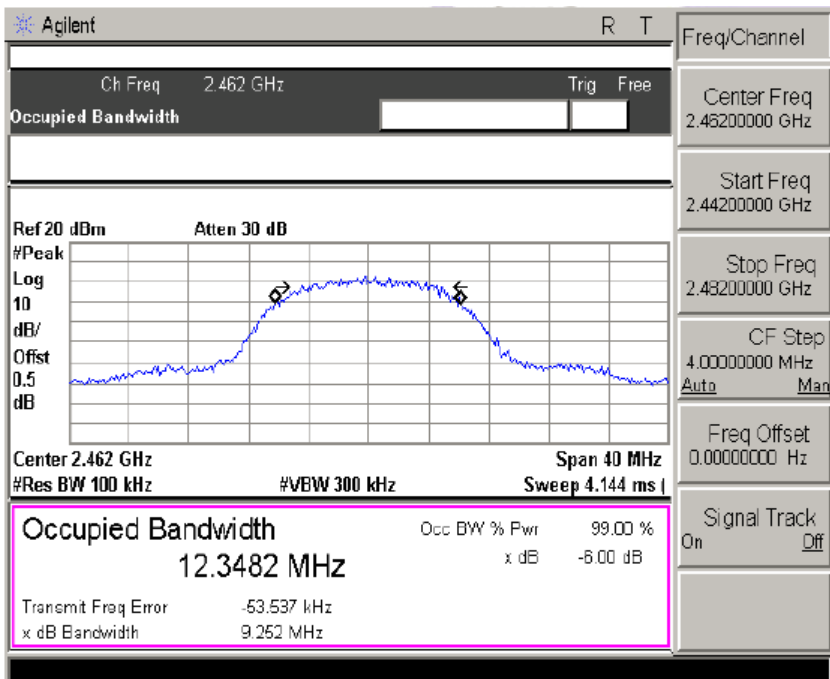 Agilent
R T
Freq/Channel
Ch Freq 2.462 GHz Trig Free
Occupied Bandwidth
Center Freq
2.46200000 GHz
Start Freq
2.44200000 GHz
Stop Freq
2.48200000 GHz
CF Step
4.00000000 MHz
Auto Man
Freq Offset
0.00000000 Hz
Signal Track
On Off
Ref 20 dBm Atten 30 dB
#Peak
Log
10
dB/
Offst
0.5
dB
Center 2.462 GHz Span 40 MHz
#Res BW 100 kHz #VBW 300 kHz Sweep 4.144 ms (
Occupied Bandwidth
12.3482 MHz
Occ BW % Pwr 99.00 %
x dB -6.00 dB
Transmit Freq Error -53.537 kHz
x dB Bandwidth 9.252 MHz